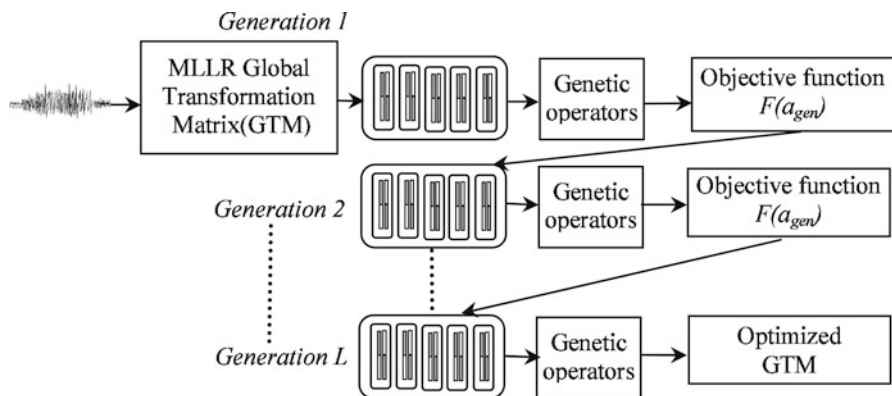 Generation 1
MLLR Global
Transformation
Matrix(GTM)
Genetic
operators
Objective function
F(a_gen)
Generation 2
Genetic
operators
Objective function
F(a_gen)
Generation L
Genetic
operators
Optimized
GTM